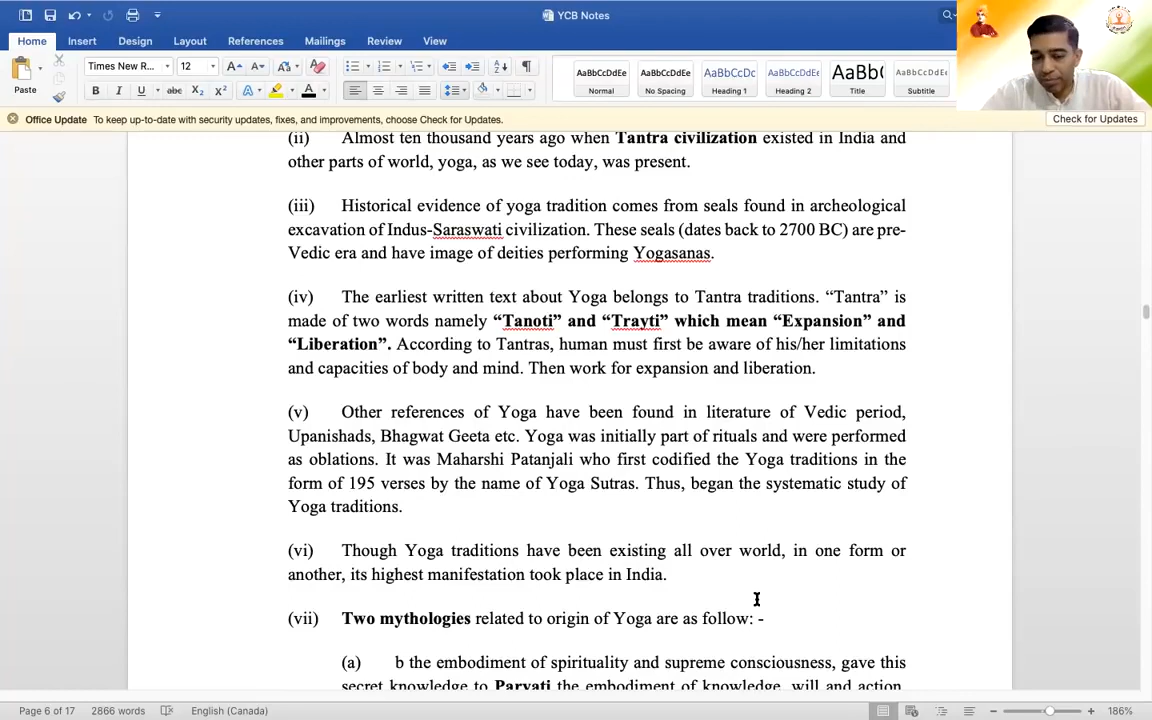 YCB Notes
Home Insert Design Layout References Mailings Review View
Times New R... 12
Paste
AaBbCcDdEe AaBbCcDdEe AaBbCcDc AaBbCcDdEe AaBb( AaBbCcDdEe
Normal No Spacing Heading 1 Heading 2 Title Subtitle
Office Update To keep up-to-date with security updates, fixes, and improvements, choose Check for Updates. Check for Updates
(ii) Almost ten thousand years ago when Tantra civilization existed in India and
other parts of world, yoga, as we see today, was present.
(iii) Historical evidence of yoga tradition comes from seals found in archeological
excavation of Indus-Saraswati civilization. These seals (dates back to 2700 BC) are pre-
Vedic era and have image of deities performing Yogasanas.
(iv) The earliest written text about Yoga belongs to Tantra traditions. “Tantra” is
made of two words namely “Tanoti” and “Trayti” which mean “Expansion” and
“Liberation”. According to Tantras, human must first be aware of his/her limitations
and capacities of body and mind. Then work for expansion and liberation.
(v) Other references of Yoga have been found in literature of Vedic period,
Upanishads, Bhagwat Geeta etc. Yoga was initially part of rituals and were performed
as oblations. It was Maharshi Patanjali who first codified the Yoga traditions in the
form of 195 verses by the name of Yoga Sutras. Thus, began the systematic study of
Yoga traditions.
(vi) Though Yoga traditions have been existing all over world, in one form or
another, its highest manifestation took place in India.
(vii) Two mythologies related to origin of Yoga are as follow: -
(a) b the embodiment of spirituality and supreme consciousness, gave this
secret knowledge to Parvati the embodiment of knowledge, will and action.
Page 6 of 17 2866 words English (Canada) 186%